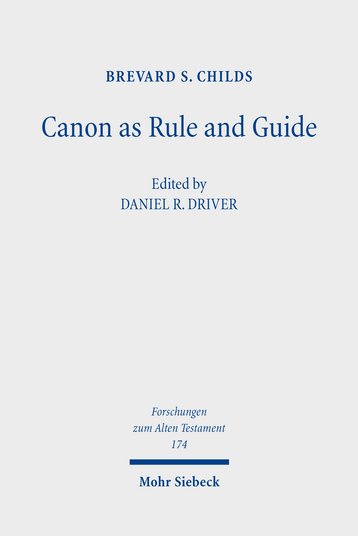 BREVARD S. CHILDS
Canon as Rule and Guide
Edited by
DANIEL R. DRIVER
Forschungen
zum Alten Testament
174
Mohr Siebeck